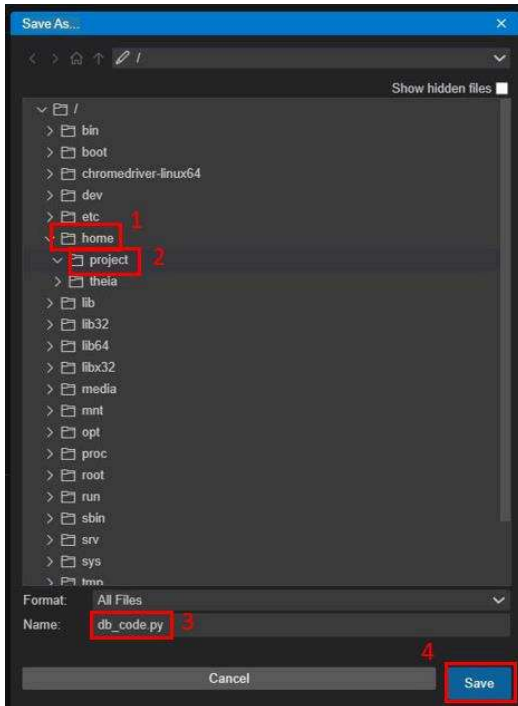 Save As...
/
Show hidden files
/
bin
boot
chromedriver-linux64
dev
etc
1
home
project 2
theia
lib
lib32
lib64
libx32
media
mnt
opt
proc
root
run
sbin
srv
sys
tmp
Format: All Files
Name: db_code.py 3
4
Cancel
Save